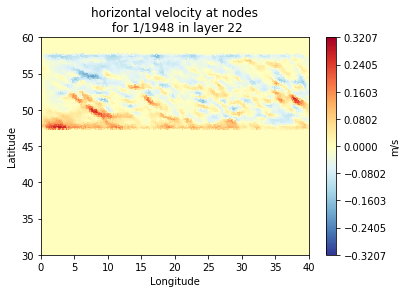 horizontal velocity at nodes
for 1/1948 in layer 22
60
55
50
45
40
35
30
Latitude
0 5 10 15 20 25 30 35 40
Longitude
0.3207
0.2405
0.1603
0.0802
0.0000
−0.0802
−0.1603
−0.2405
−0.3207
m/s